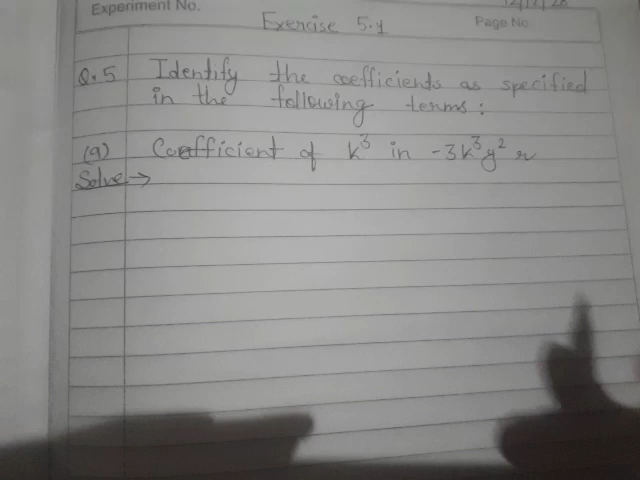 Experiment No.
Exercise 5.1
Page No.
Q.5 Identify the coefficients as specified
in the following terms:
(a) Coefficient of k³ in -3k³y²
Solve →